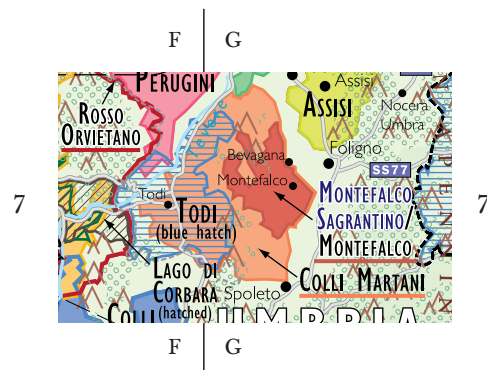 F G
PERUGINI
Assisi
ROSSO
ORVIETANO
ASSISI
Nocera
Umbra
Bevagana
Foligno
SS77
7
Montefalco
7
Todi
TODI
(blue hatch)
MONTEFALCO
SAGRANTINO/
MONTEFALCO
LAGO DI
CORBARA
(hatched)
COLLI MARTANI
Spoleto
COLLI
UMBRIA
F G